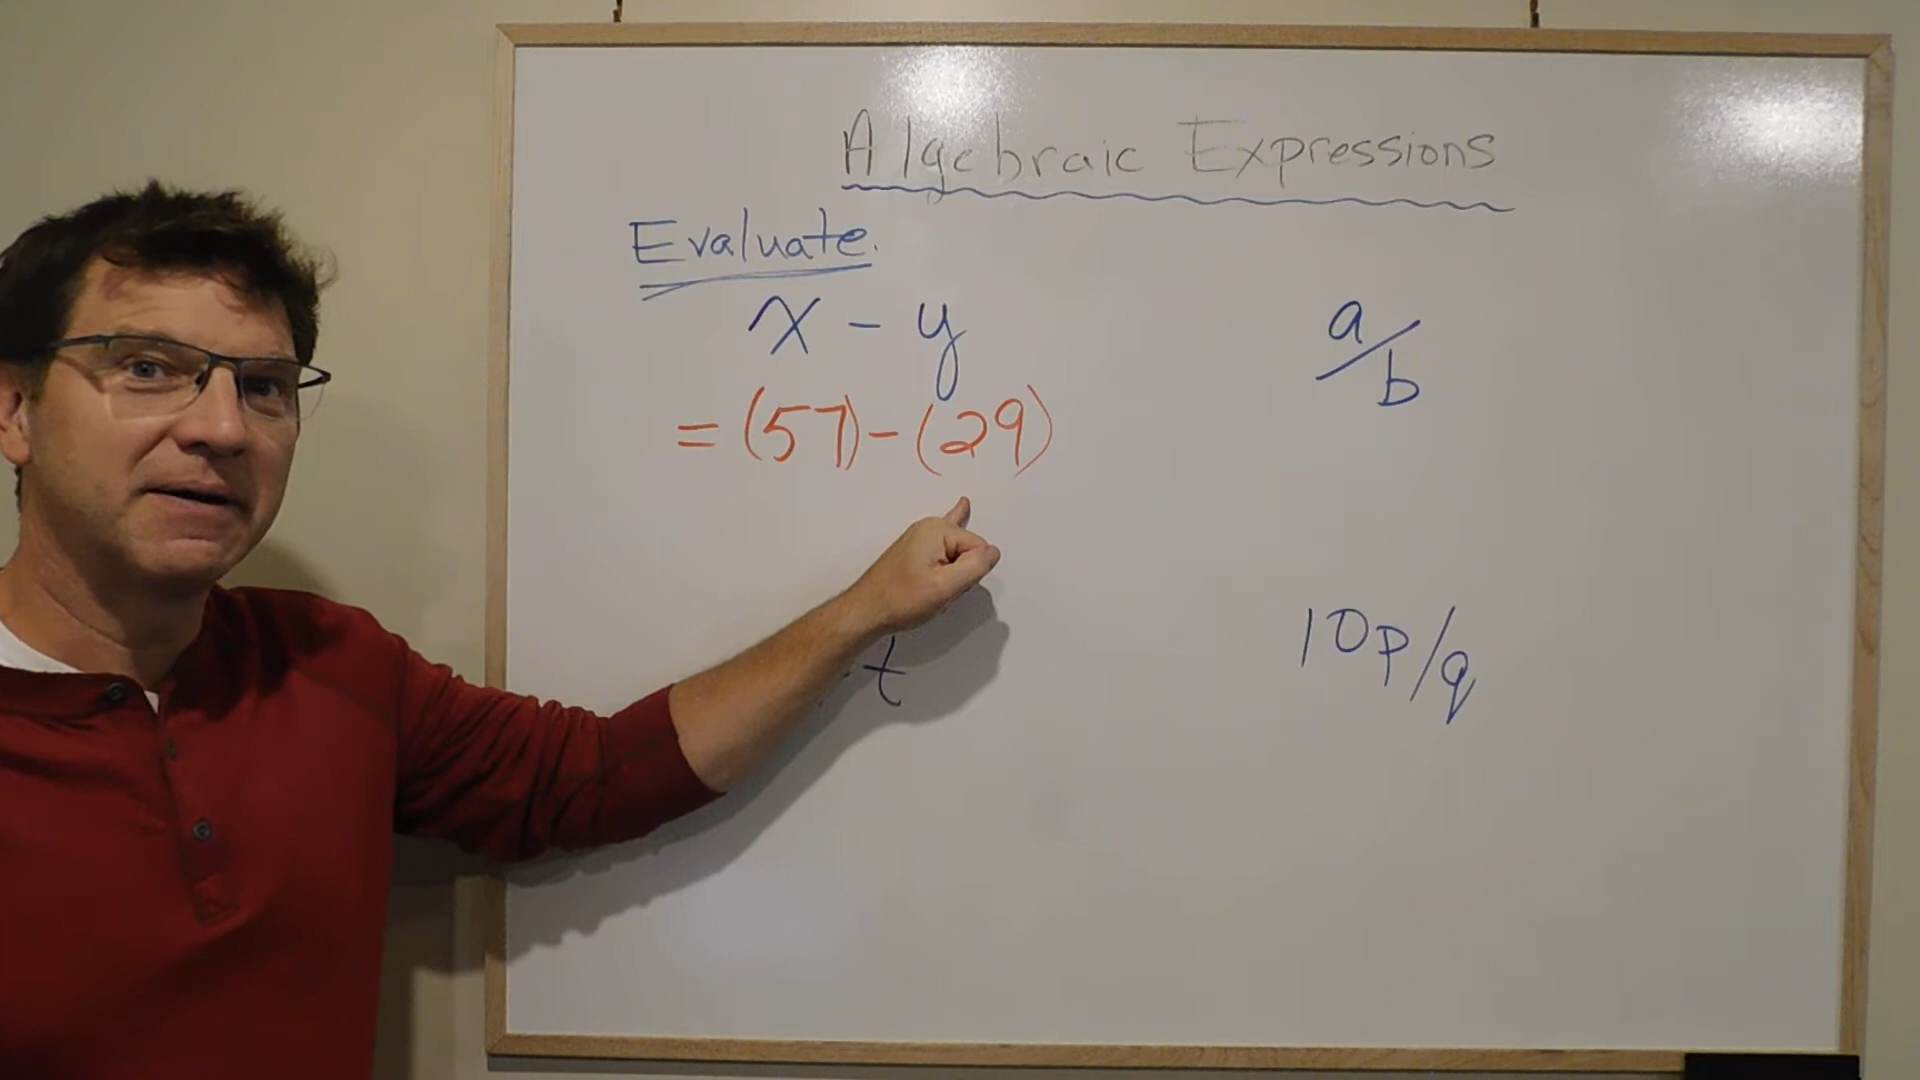 Algebraic Expressions
Evaluate.
x - y
= (57) - (29)
a/b
t
10p/q